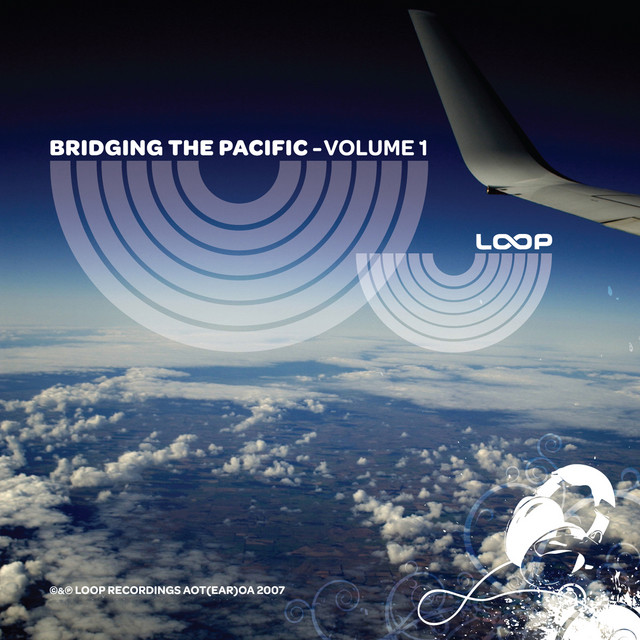 BRIDGING THE PACIFIC - VOLUME 1
LOOP
©&℗ LOOP RECORDINGS AOT(EAR)OA 2007